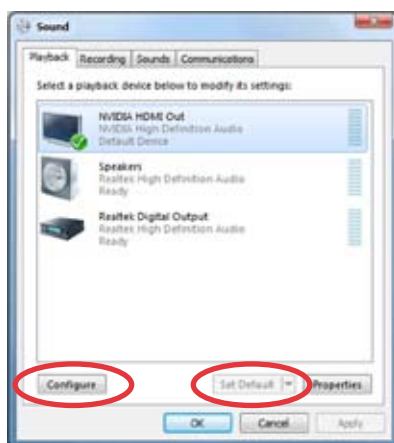 Sound
Playback Recording Sounds Communications
Select a playback device below to modify its settings:
NVIDIA HDMI Out
NVIDIA High Definition Audio
Default Device
Speakers
Realtek High Definition Audio
Ready
Realtek Digital Output
Realtek High Definition Audio
Ready
Configure Set Default Properties
OK Cancel Apply